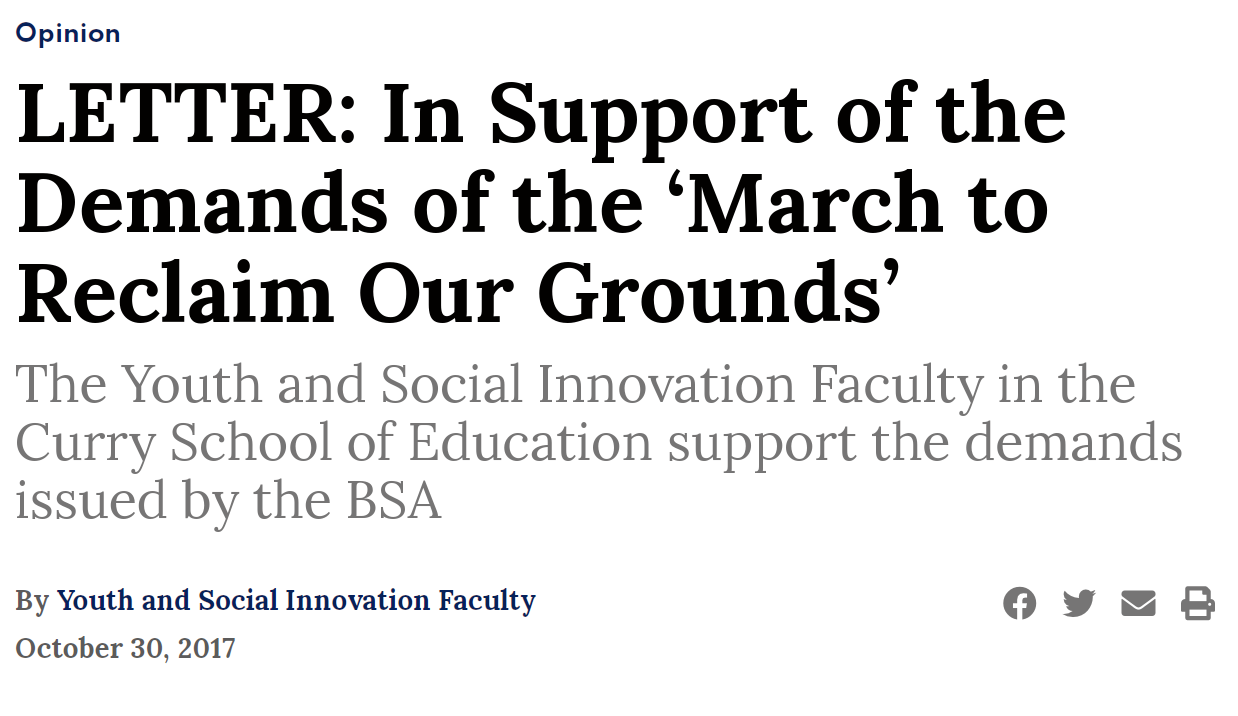 Opinion
LETTER: In Support of the
Demands of the ‘March to
Reclaim Our Grounds’
The Youth and Social Innovation Faculty in the
Curry School of Education support the demands
issued by the BSA
By Youth and Social Innovation Faculty
October 30, 2017